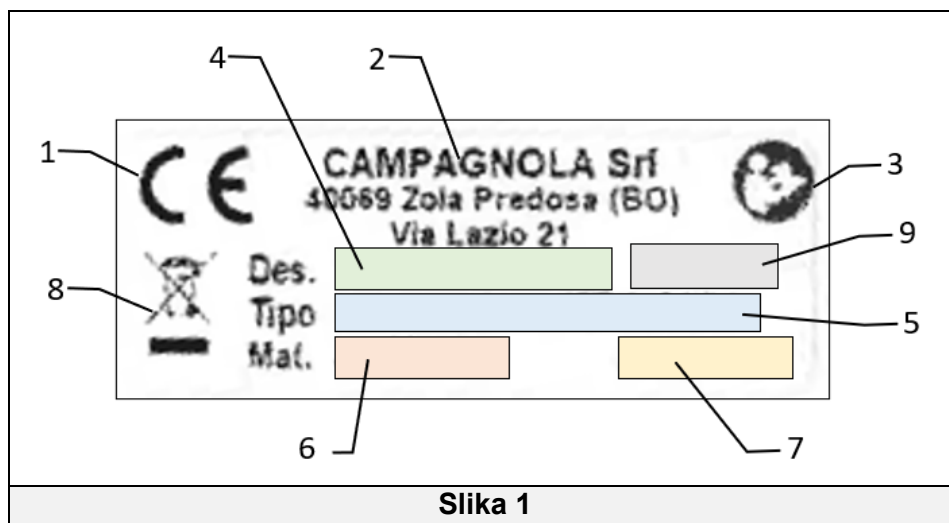 4
2
1
CE
CAMPAGNOLA Srl
3
40069 Zola Predosa (BO)
Via Lazio 21
9
8
Des.
Tipo
5
Mat.
6
7
Slika 1